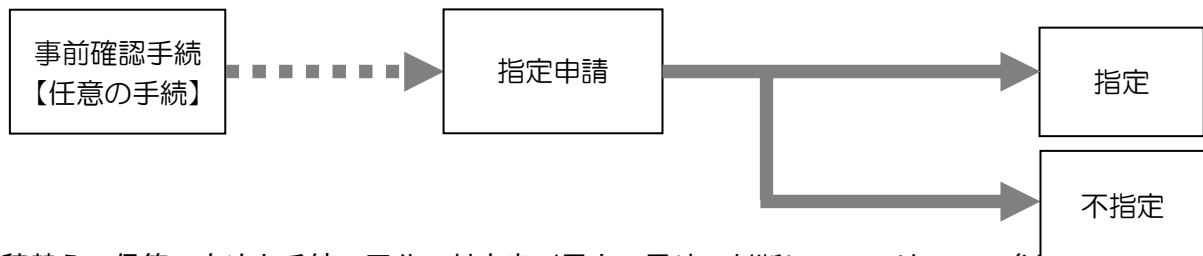 事前確認手続
【任意の手続】
指定申請
指定
不指定